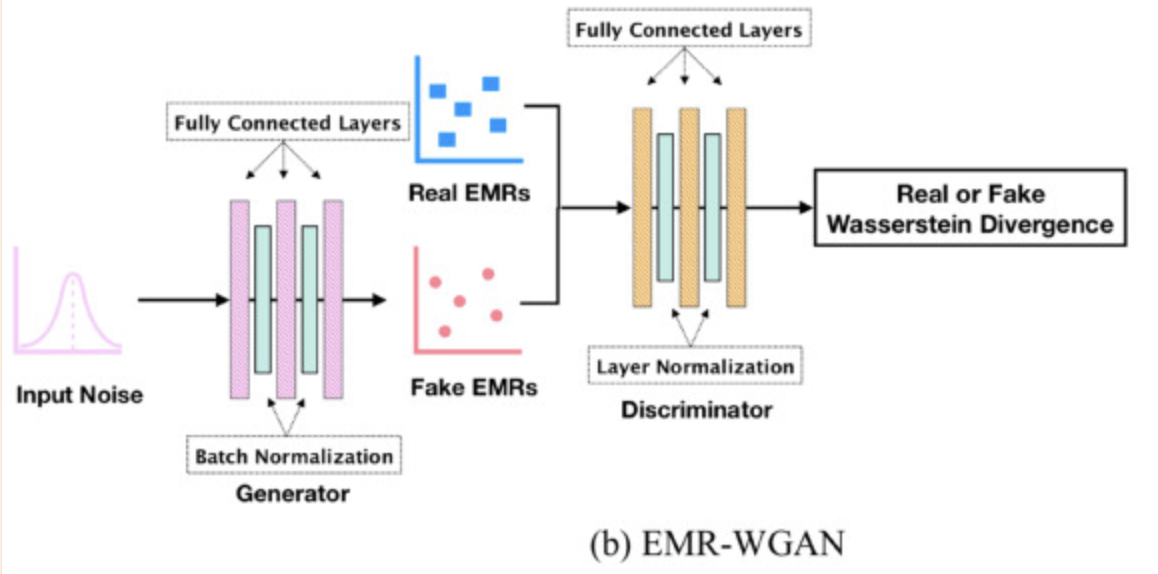 Fully Connected Layers
Fully Connected Layers
Real EMRs
Real or Fake
Wasserstein Divergence
Layer Normalization
Input Noise
Fake EMRs
Discriminator
Batch Normalization
Generator
(b) EMR-WGAN